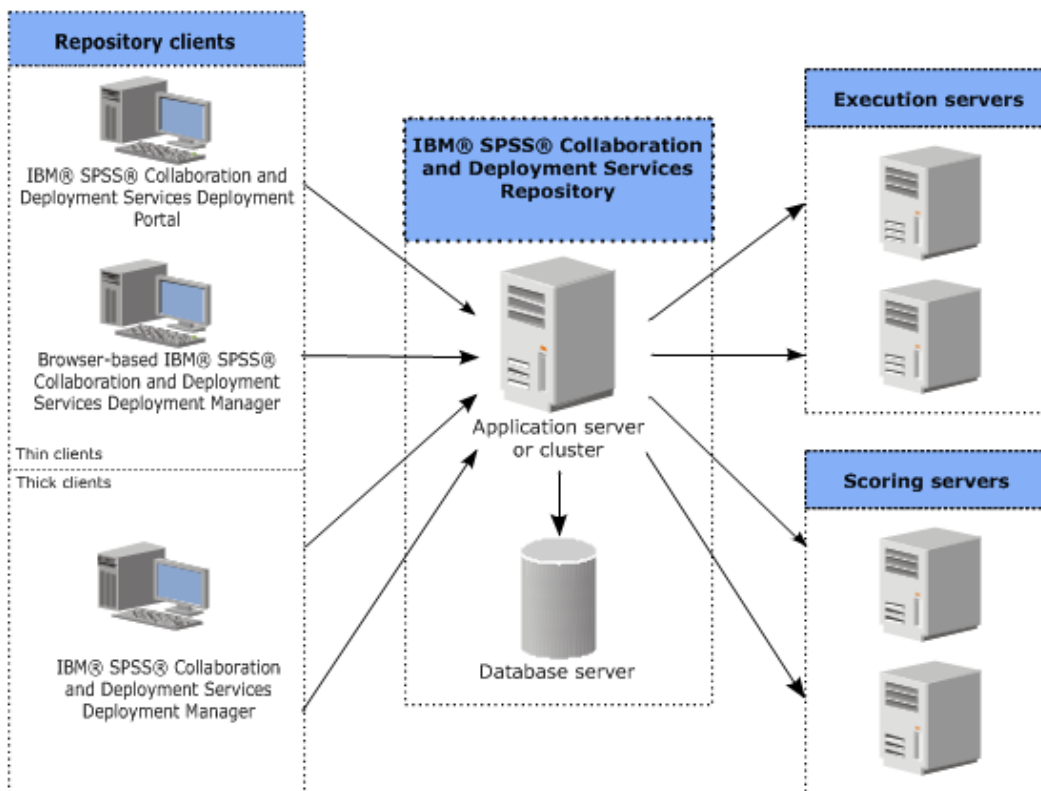 Repository clients
IBM® SPSS® Collaboration and
Deployment Services Deployment
Portal
Browser-based IBM® SPSS®
Collaboration and Deployment
Services Deployment Manager
Thin clients
Thick clients
IBM® SPSS® Collaboration
and Deployment Services
Deployment Manager
IBM® SPSS® Collaboration
and Deployment Services
Repository
Application server
or cluster
Database server
Execution servers
Scoring servers